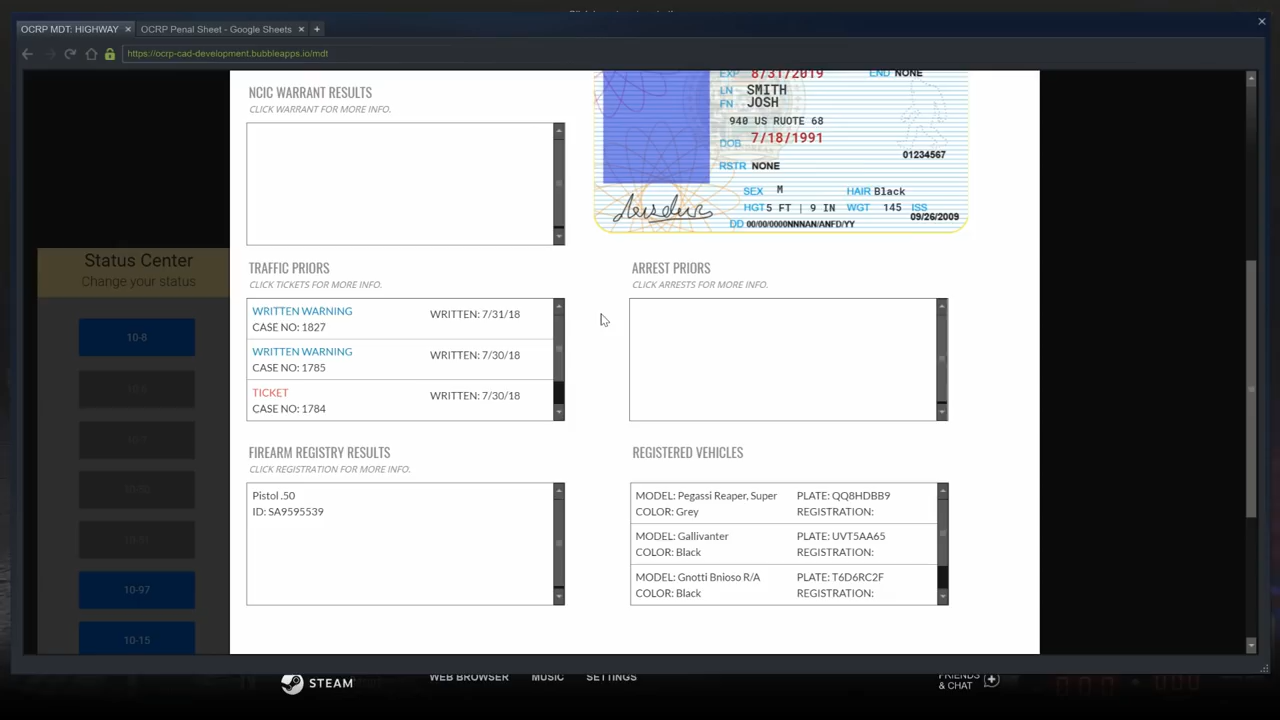 OCRP MDT: HIGHWAY
OCRP Penal Sheet - Google Sheets
https://ocrp-cad-development.bubbleapps.io/mdt
NCIC WARRANT RESULTS
CLICK WARRANT FOR MORE INFO.
EXP 8/31/2019 END NONE
LN SMITH
FN JOSH
940 US RUOTE 68
DOB 7/18/1991
01234567
RSTR NONE
SEX M HAIR Black
HGT 5 FT | 9 IN WGT 145 ISS
09/26/2009
DD 00/00/0000NNNAN/ANFD/YY
Status Center
Change your status
10-8
10-97
10-15
TRAFFIC PRIORS
CLICK TICKETS FOR MORE INFO.
WRITTEN WARNING WRITTEN: 7/31/18
CASE NO: 1827
WRITTEN WARNING WRITTEN: 7/30/18
CASE NO: 1785
TICKET WRITTEN: 7/30/18
CASE NO: 1784
ARREST PRIORS
CLICK ARRESTS FOR MORE INFO.
FIREARM REGISTRY RESULTS
CLICK REGISTRATION FOR MORE INFO.
Pistol .50
ID: SA9595539
REGISTERED VEHICLES
MODEL: Pegassi Reaper, Super PLATE: QQ8HDBB9
COLOR: Grey REGISTRATION:
MODEL: Gallivanter PLATE: UVT5AA65
COLOR: Black REGISTRATION:
MODEL: Gnotti Bnioso R/A PLATE: T6D6RC2F
COLOR: Black REGISTRATION:
STEAM
WEB BROWSER MUSIC SETTINGS
FRIENDS
& CHAT